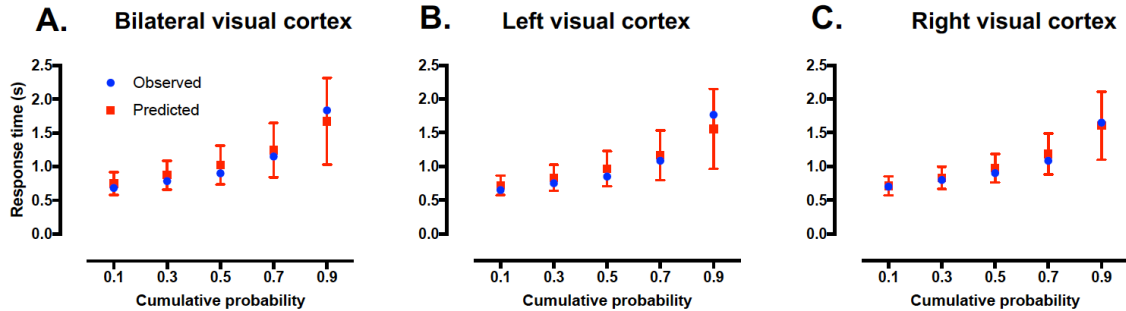 A. Bilateral visual cortex
B. Left visual cortex
C. Right visual cortex
Response time (s)
2.5
2.0
1.5
1.0
0.5
0.0
Observed
Predicted
0.1 0.3 0.5 0.7 0.9
Cumulative probability
2.5
2.0
1.5
1.0
0.5
0.0
0.1 0.3 0.5 0.7 0.9
Cumulative probability
2.5
2.0
1.5
1.0
0.5
0.0
0.1 0.3 0.5 0.7 0.9
Cumulative probability